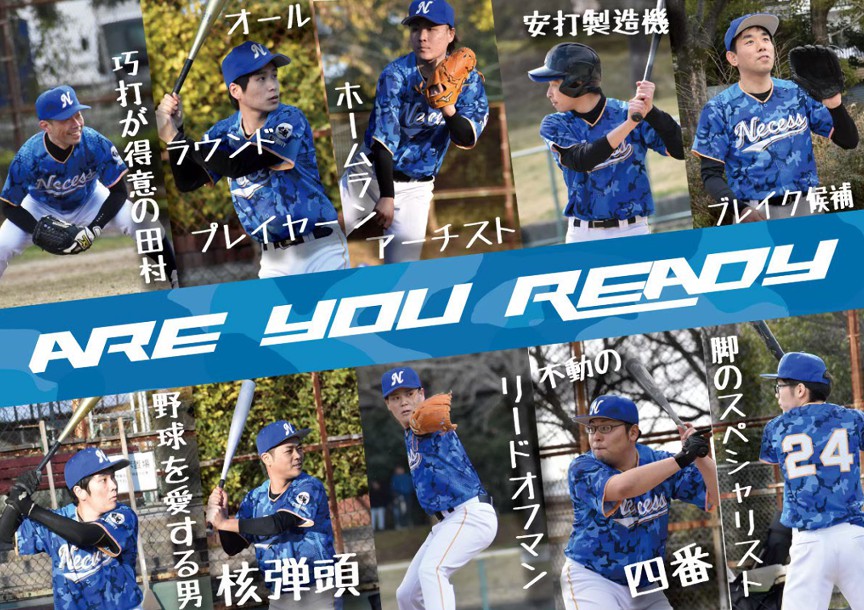 巧打が得意の田村
オール
ラウンド
プレイヤー
ホームラン
アーチスト
安打製造機
ブレイク候補
N
N
N
Necess
Necess
Necess
ARE YOU READY
野球を愛する男
核弾頭
リードオフマン
不動の
四番
脚のスペシャリスト
N
N
Necess
24